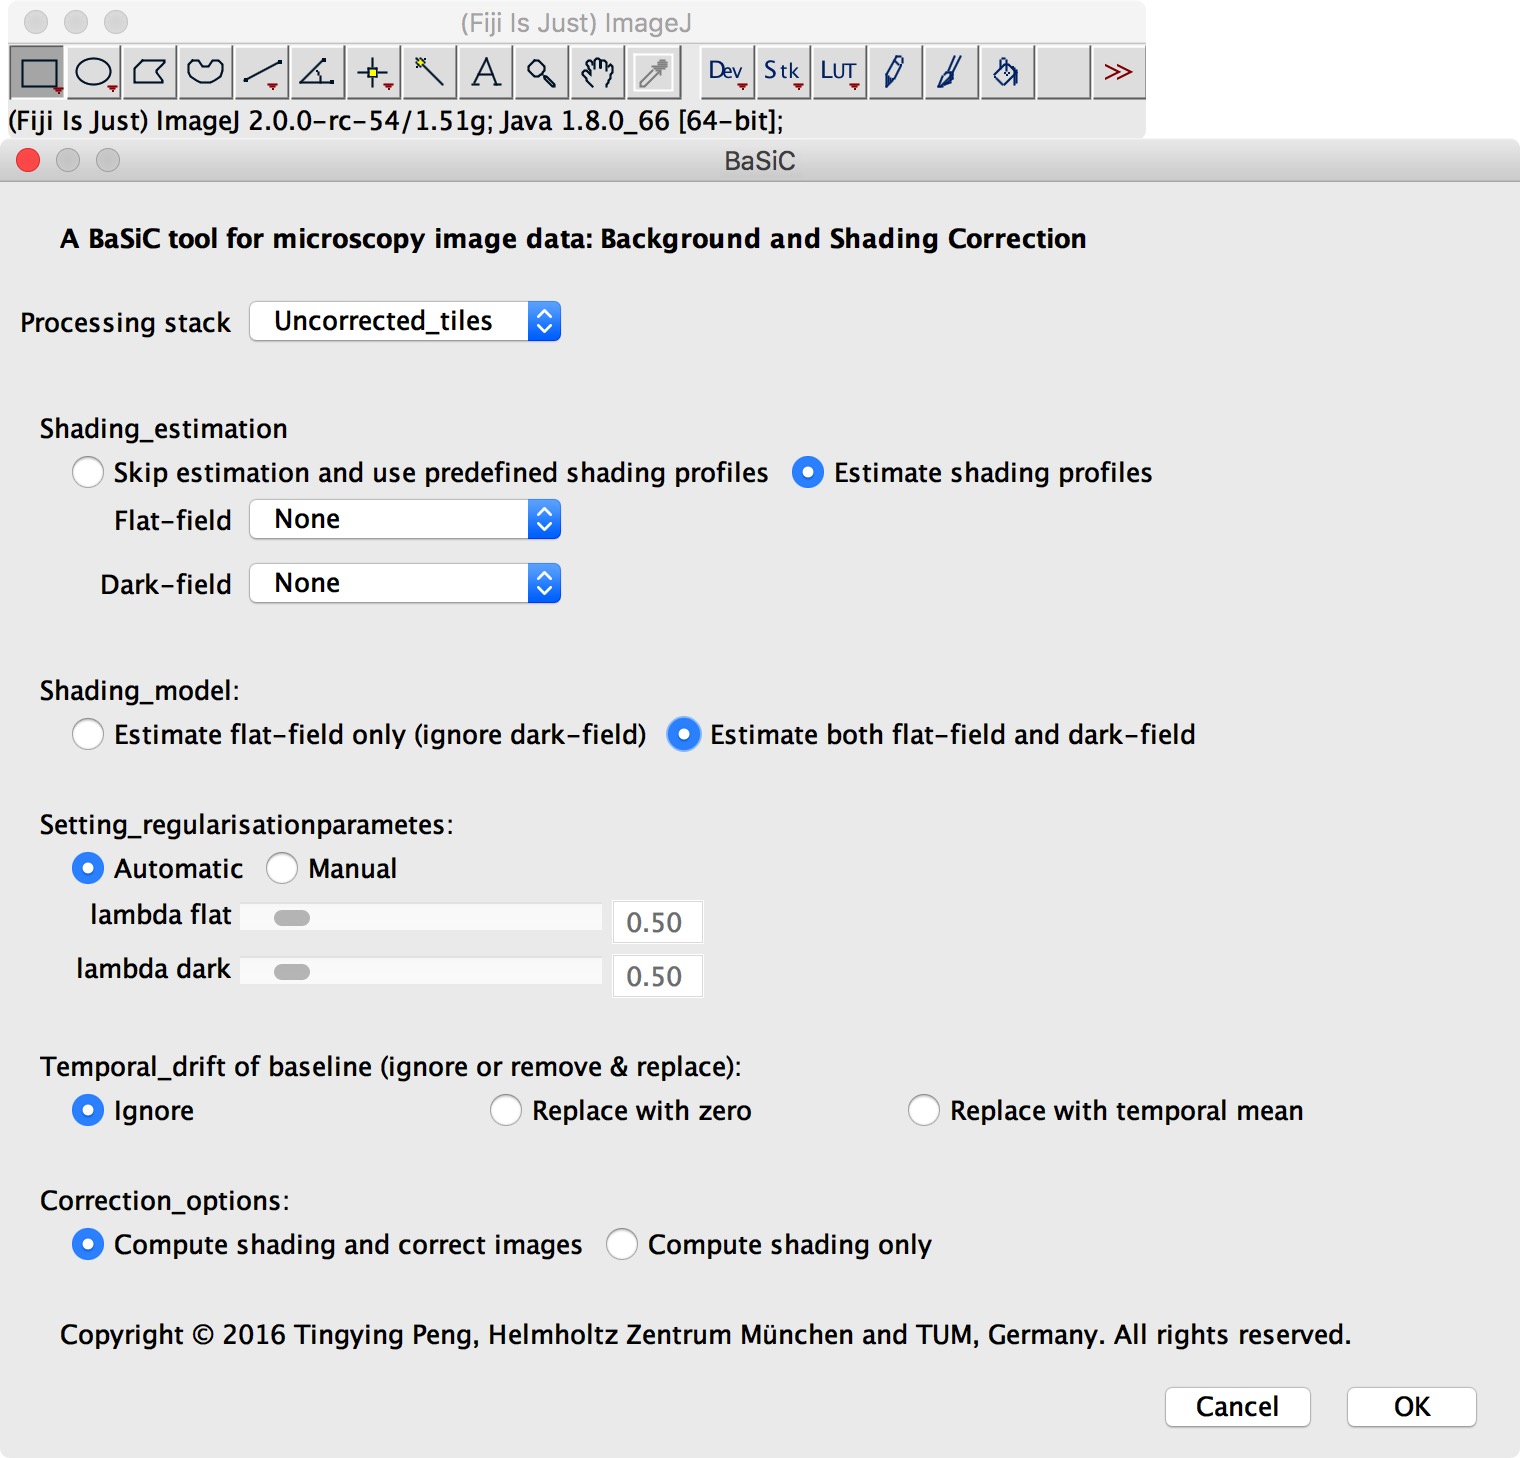 (Fiji Is Just) ImageJ
A Dev Stk LUT >>
(Fiji Is Just) ImageJ 2.0.0-rc-54/1.51g; Java 1.8.0_66 [64-bit];
BaSiC
A BaSiC tool for microscopy image data: Background and Shading Correction
Processing stack Uncorrected_tiles
Shading_estimation
Skip estimation and use predefined shading profiles Estimate shading profiles
Flat-field None
Dark-field None
Shading_model:
Estimate flat-field only (ignore dark-field) Estimate both flat-field and dark-field
Setting_regularisationparametes:
Automatic Manual
lambda flat 0.50
lambda dark 0.50
Temporal_drift of baseline (ignore or remove & replace):
Ignore Replace with zero Replace with temporal mean
Correction_options:
Compute shading and correct images Compute shading only
Copyright © 2016 Tingying Peng, Helmholtz Zentrum München and TUM, Germany. All rights reserved.
Cancel OK